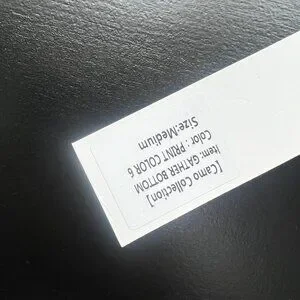 [Camo Collection]
Item: GATHER BOTTOM
Color : PRINT COLOR 6
Size:Medium